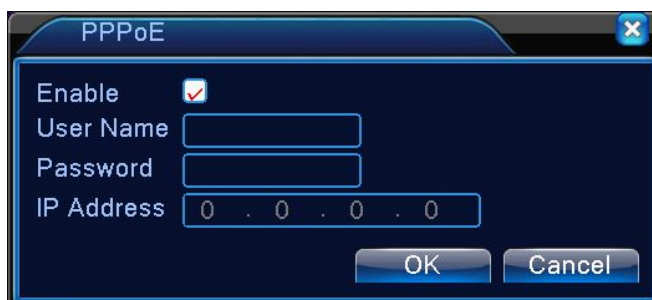 PPPoE
Enable
User Name
Password
IP Address 0 . 0 . 0 . 0
OK Cancel